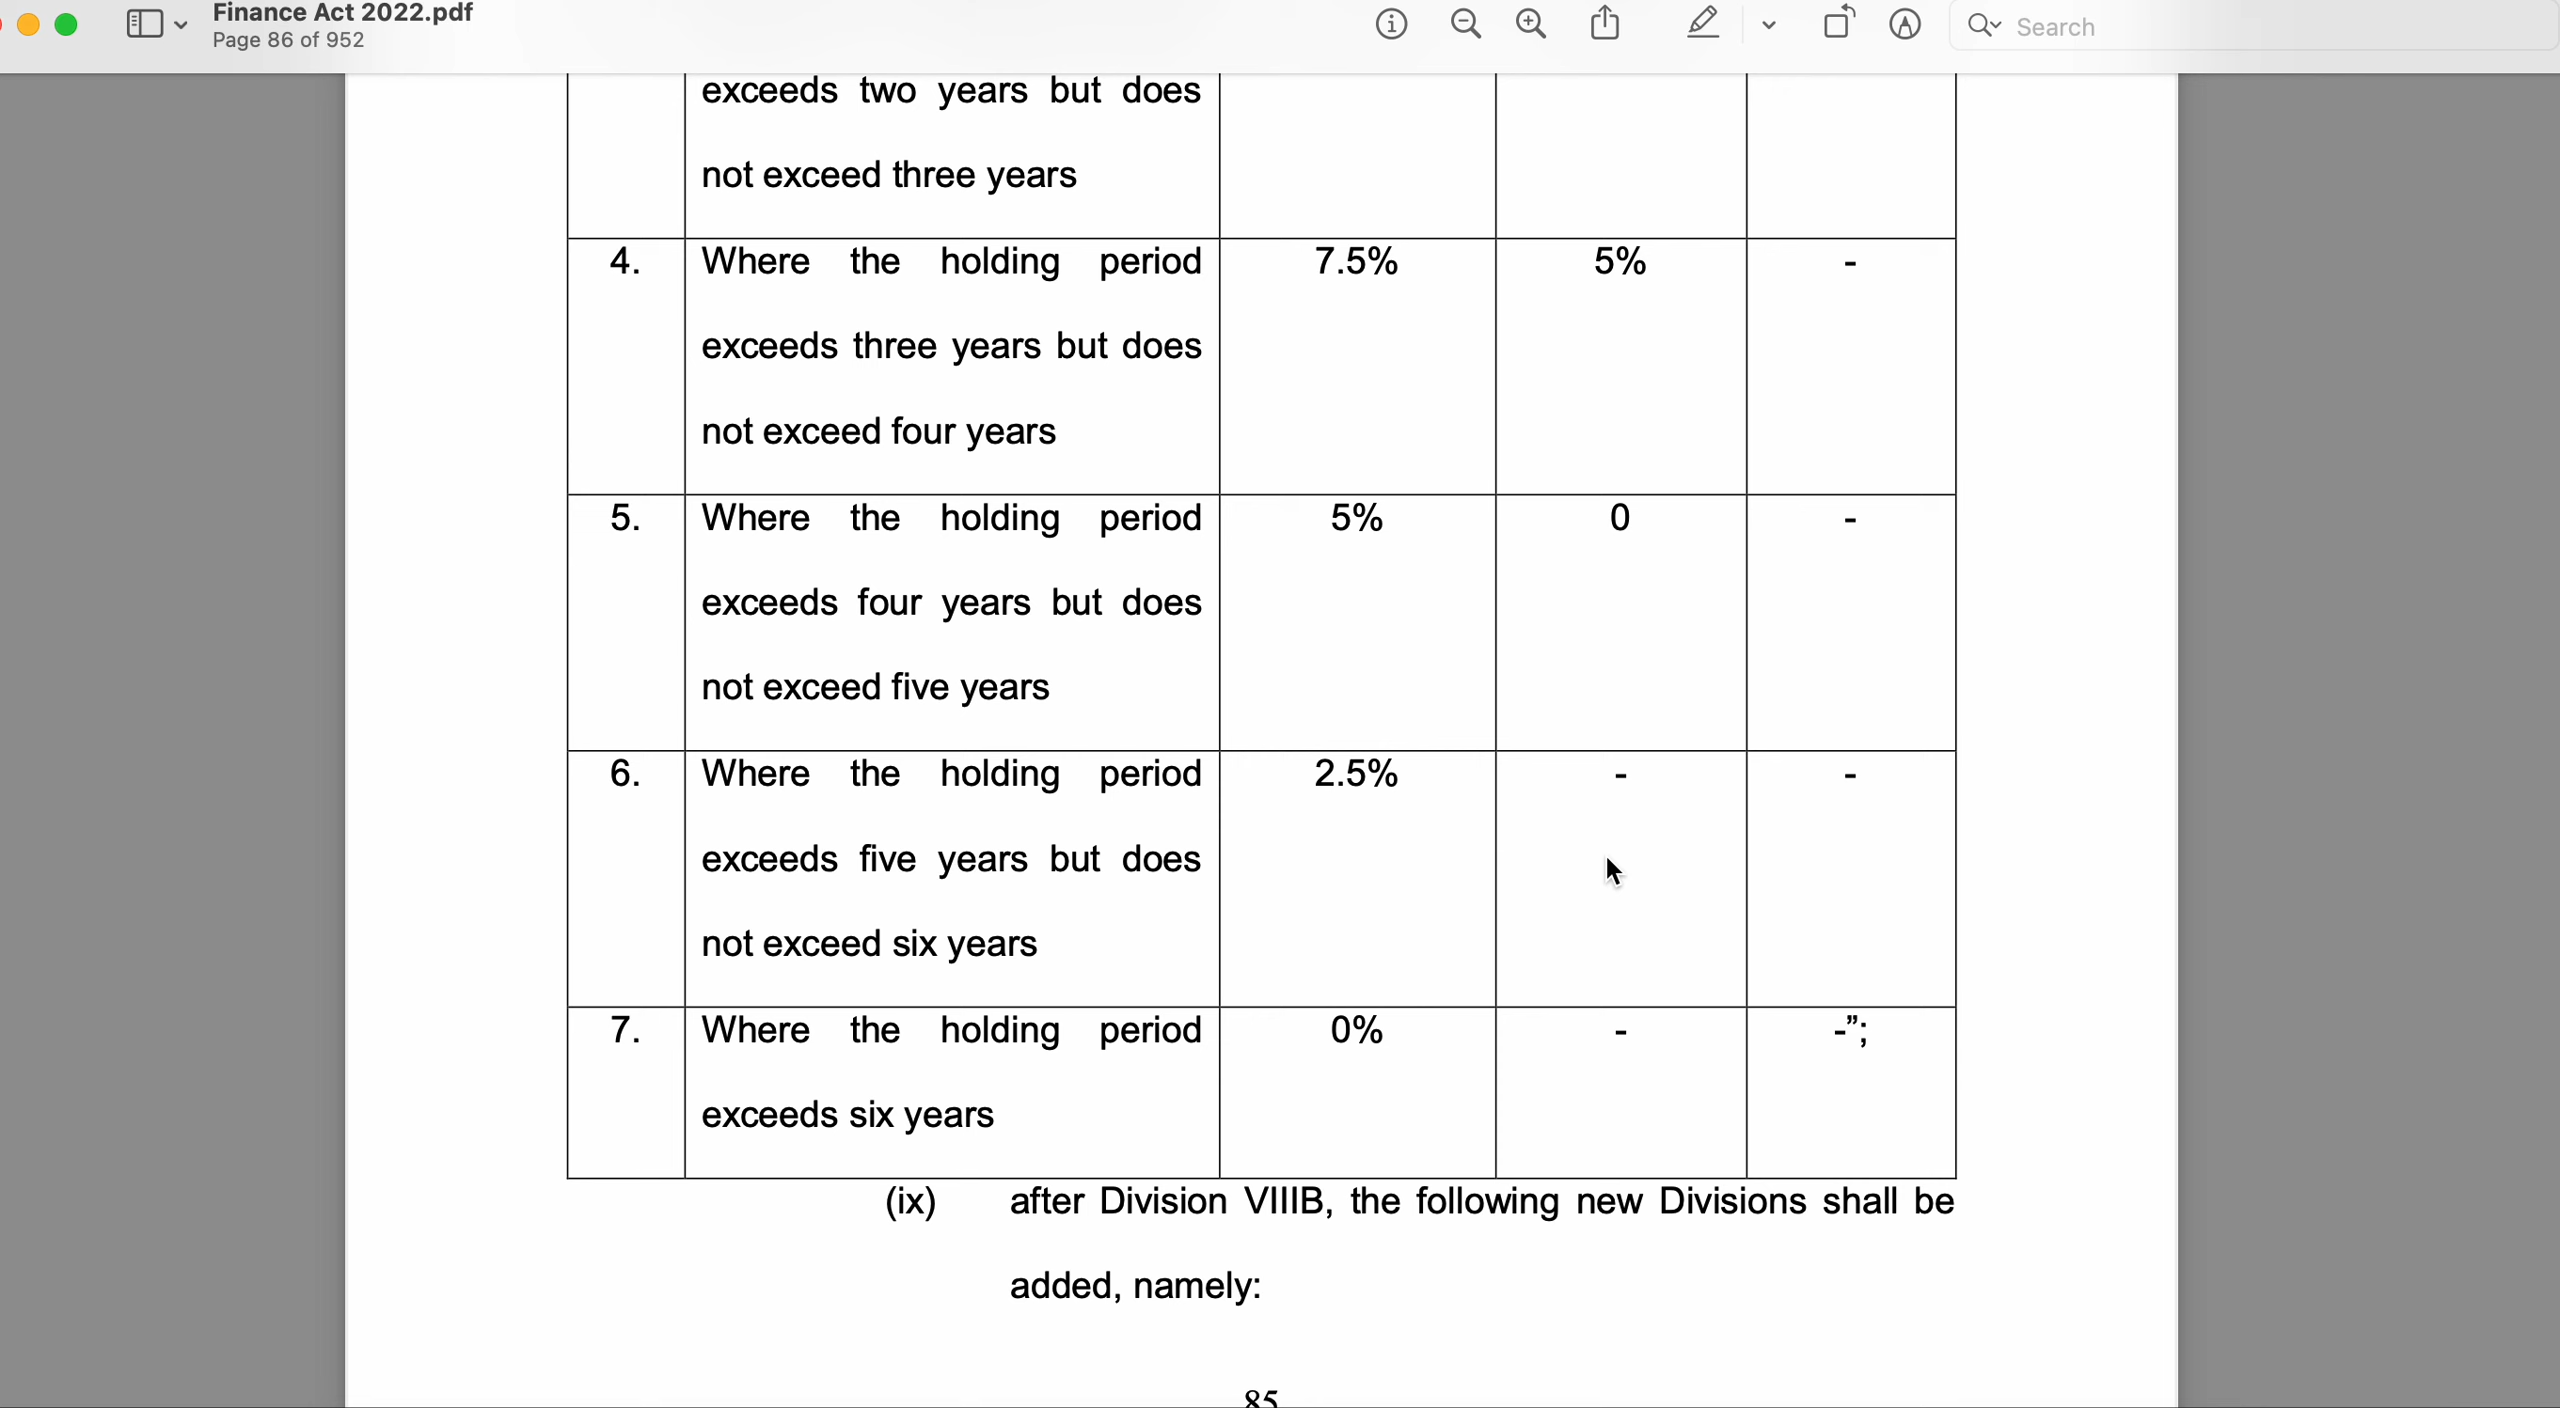 Finance Act 2022.pdf
Page 86 of 952
Search
exceeds two years but does
not exceed three years
4. Where the holding period 7.5% 5% -
exceeds three years but does
not exceed four years
5. Where the holding period 5% 0 -
exceeds four years but does
not exceed five years
6. Where the holding period 2.5% - -
exceeds five years but does
not exceed six years
7. Where the holding period 0% - -”;
exceeds six years
(ix) after Division VIIIB, the following new Divisions shall be
added, namely:
85